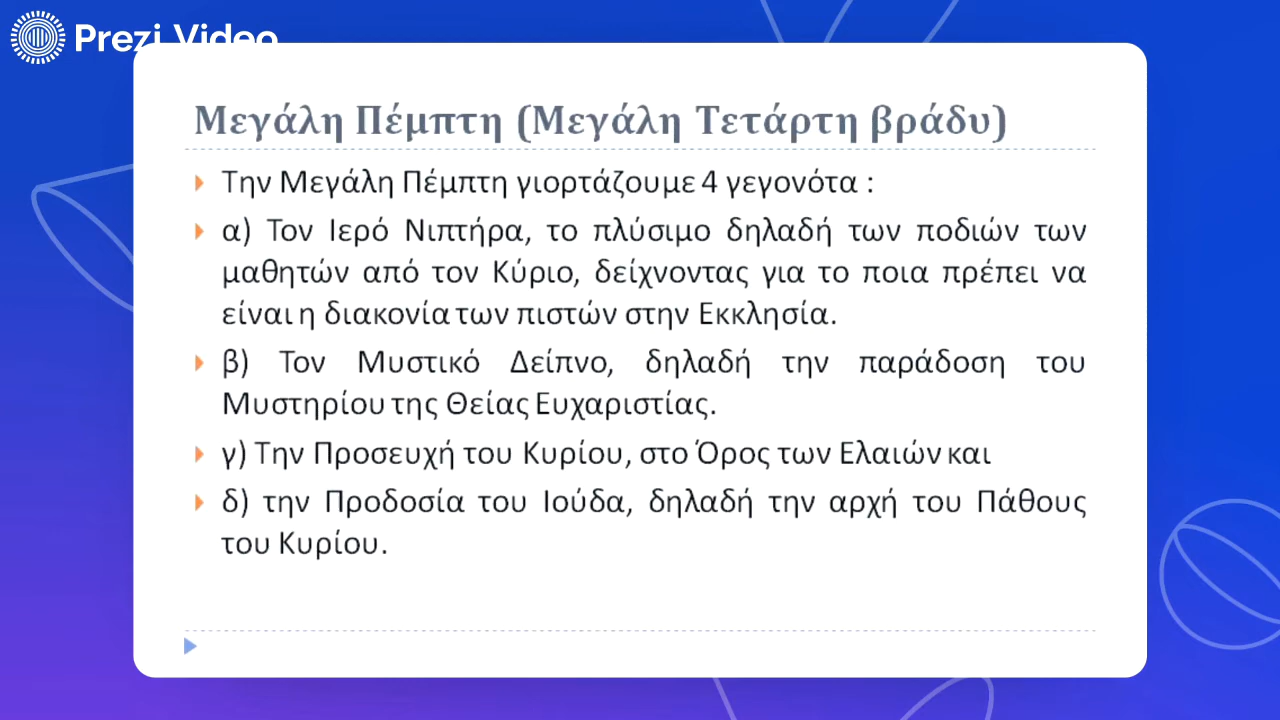 Prezi Video
Μεγάλη Πέμπτη (Μεγάλη Τετάρτη βράδυ)
Την Μεγάλη Πέμπτη γιορτάζουμε 4 γεγονότα :
α) Τον Ιερό Νιπτήρα, το πλύσιμο δηλαδή των ποδιών των
μαθητών από τον Κύριο, δείχνοντας για το ποια πρέπει να
είναι η διακονία των πιστών στην Εκκλησία.
β) Τον Μυστικό Δείπνο, δηλαδή την παράδοση του
Μυστηρίου της Θείας Ευχαριστίας.
γ) Την Προσευχή του Κυρίου, στο Όρος των Ελαιών και
δ) την Προδοσία του Ιούδα, δηλαδή την αρχή του Πάθους
του Κυρίου.